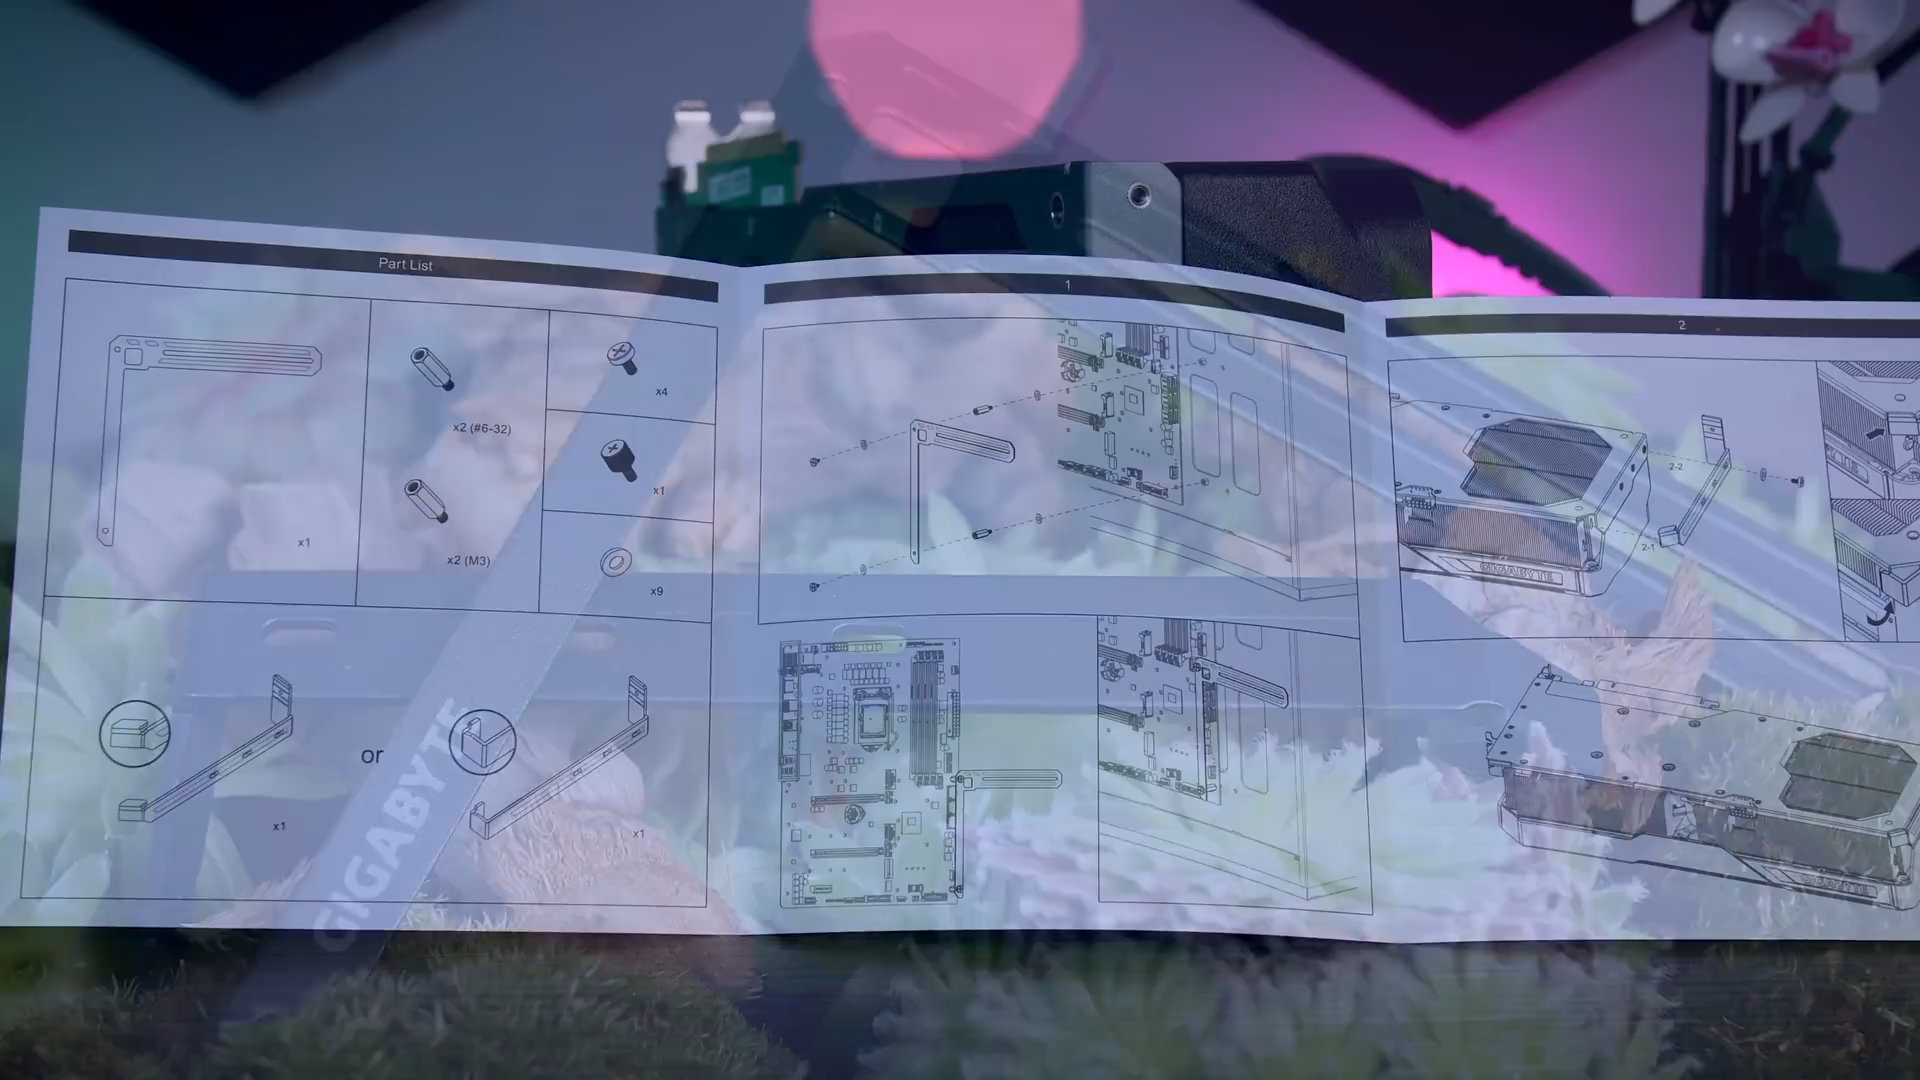 Part List
x1
x2 (#6-32)
x2 (M3)
x4
x1
x9
x1
or
x1
1
2
2-2
2-1
GIGABYTE
GIGABYTE
GIGABYTE